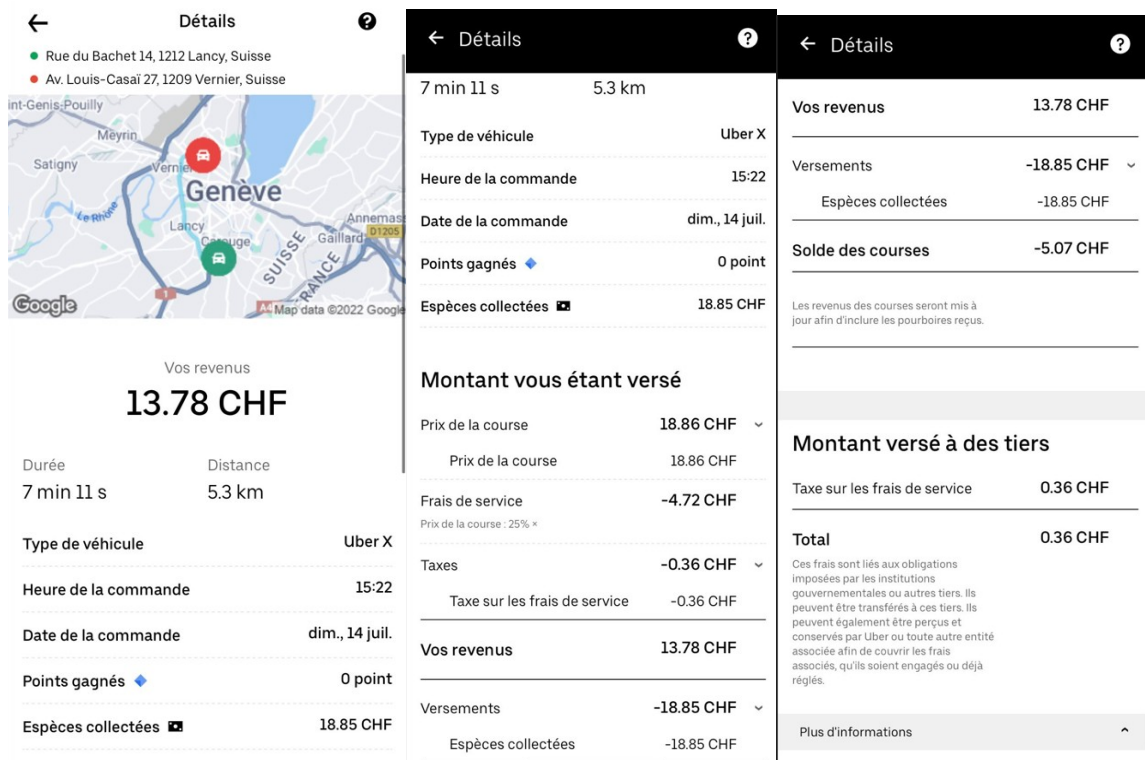 Détails
Rue du Bachet 14, 1212 Lancy, Suisse
Av. Louis-Casaï 27, 1209 Vernier, Suisse
int-Genis-Pouilly
Meyrin
Satigny
Vernier
Genève
Le Rhône
Annemas
Lancy
D1205
Carouge
Gaillard
SUISSE
FRANCE
1
Google
Map data ©2022 Google
Vos revenus
13.78 CHF
Durée Distance
7 min 11 s 5.3 km
Type de véhicule Uber X
Heure de la commande 15:22
Date de la commande dim., 14 juil.
Points gagnés 0 point
Espèces collectées 18.85 CHF
Détails
7 min 11 s 5.3 km
Type de véhicule Uber X
Heure de la commande 15:22
Date de la commande dim., 14 juil.
Points gagnés 0 point
Espèces collectées 18.85 CHF
Montant vous étant versé
Prix de la course 18.86 CHF
Prix de la course 18.86 CHF
Frais de service -4.72 CHF
Prix de la course : 25% ×
Taxes -0.36 CHF
Taxe sur les frais de service -0.36 CHF
Vos revenus 13.78 CHF
Versements -18.85 CHF
Espèces collectées -18.85 CHF
Détails
Vos revenus 13.78 CHF
Versements -18.85 CHF
Espèces collectées -18.85 CHF
Solde des courses -5.07 CHF
Les revenus des courses seront mis à
jour afin d'inclure les pourboires reçus.
Montant versé à des tiers
Taxe sur les frais de service 0.36 CHF
Total 0.36 CHF
Ces frais sont liés aux obligations
imposées par les institutions
gouvernementales ou autres tiers. Ils
peuvent être transférés à ces tiers. Ils
peuvent également être perçus et
conservés par Uber ou toute autre entité
associée afin de couvrir les frais
associés, qu'ils soient engagés ou déjà
réglés.
Plus d'informations